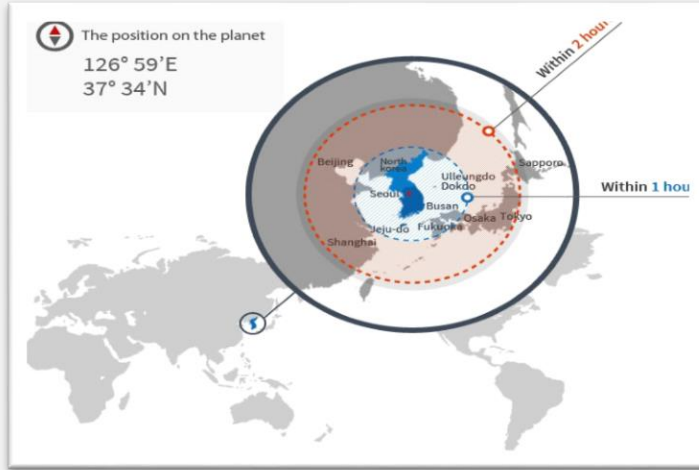 The position on the planet
126° 59’E
37° 34’N
Within 2 hour
Beijing
North
korea
Sapporo
Ulleungdo
Dokdo
Seoul
Within 1 hou
Busan
Jeju-do
Fukuoka
Osaka
Tokyo
Shanghai